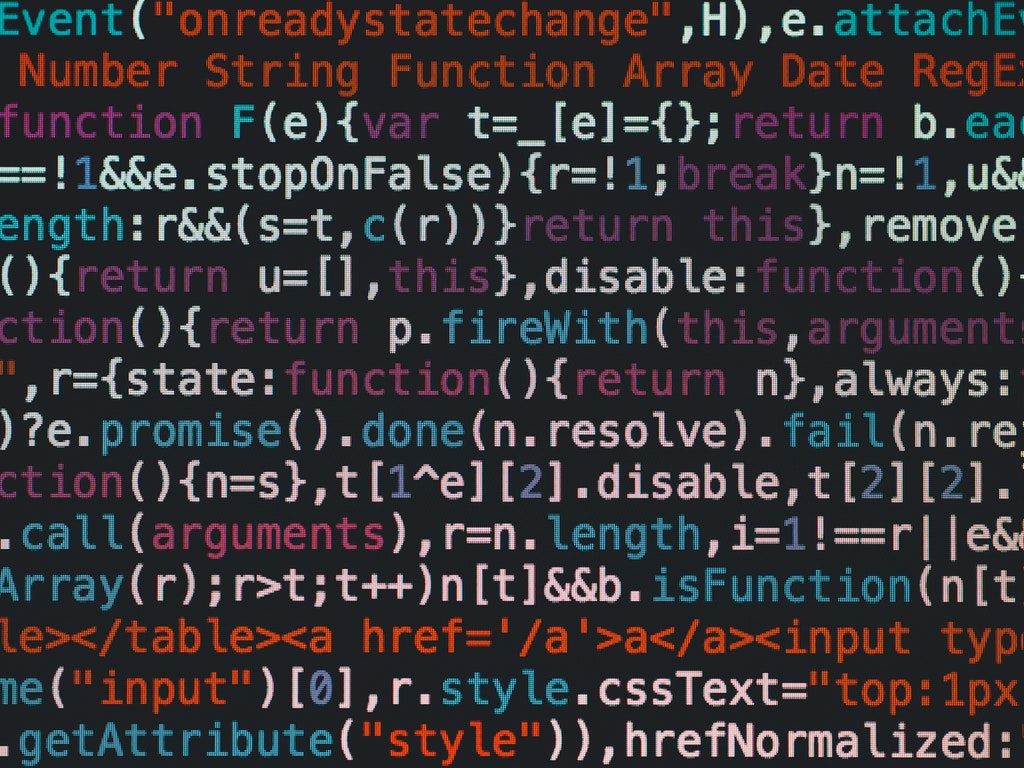 Event("onreadystatechange",H),e.attachEv
Number String Function Array Date RegEx
function F(e){var t=_[e]={};return b.eac
==!1&&e.stopOnFalse){r=!1;break}n=!1,u&&
ength:r&&(s=t,c(r))}return this},remove
(){return u=[],this},disable:function()
ction(){return p.fireWith(this,argument
",r={state:function(){return n},always:
)?e.promise().done(n.resolve).fail(n.re
ction(){n=s},t[1^e][2].disable,t[2][2].
.call(arguments),r=n.length,i=1!==r||e&
Array(r);r>t;t++)n[t]&&b.isFunction(n[t
le></table><a href='/a'>a</a><input type
me("input")[0],r.style.cssText="top:1px
.getAttribute("style")),hrefNormalized: